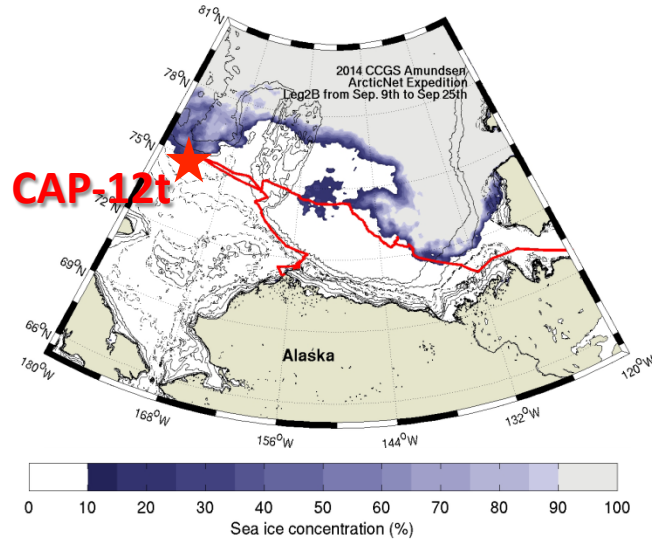 81°N
78°N
75°N
72°N
69°N
66°N
2014 CCGS Amundsen
ArcticNet Expedition
Leg2B from Sep. 9th to Sep 25th
CAP-12t
Alaska
180°W
168°W
156°W
144°W
132°W
120°W
0 10 20 30 40 50 60 70 80 90 100
Sea ice concentration (%)